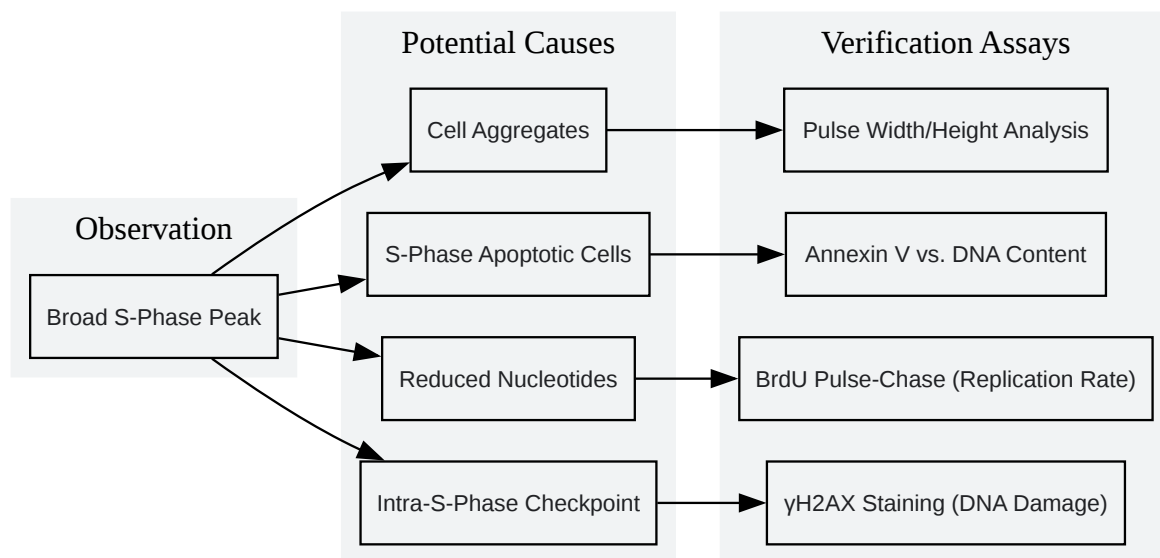 Potential Causes
Verification Assays
Cell Aggregates
Pulse Width/Height Analysis
Observation
S-Phase Apoptotic Cells
Annexin V vs. DNA Content
Broad S-Phase Peak
Reduced Nucleotides
BrdU Pulse-Chase (Replication Rate)
Intra-S-Phase Checkpoint
γH2AX Staining (DNA Damage)